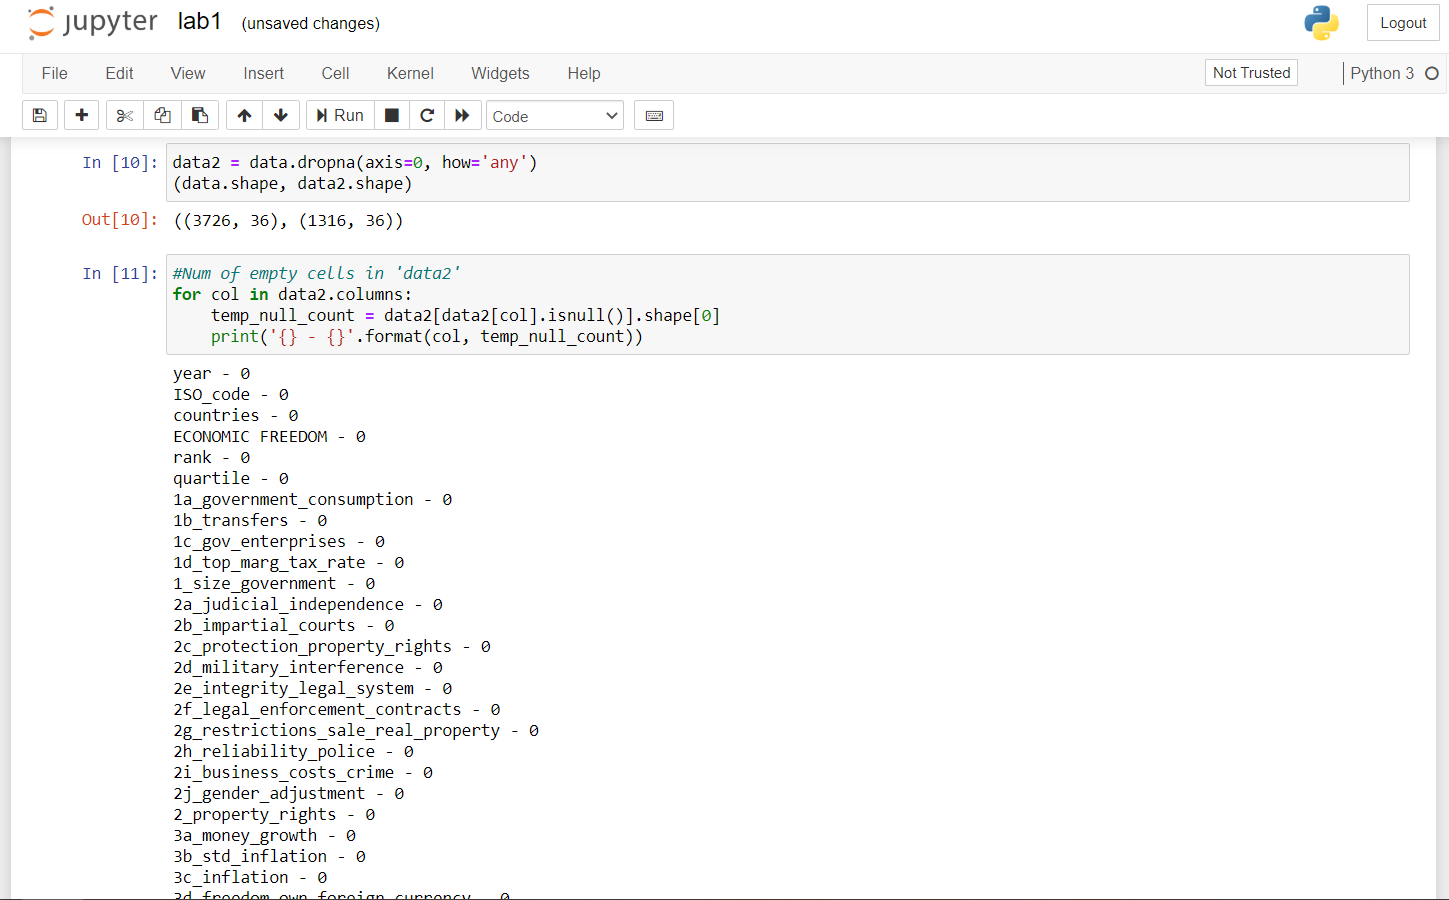 jupyter lab1 (unsaved changes) Logout
File Edit View Insert Cell Kernel Widgets Help Not Trusted Python 3
Run Code
In [10]: data2 = data.dropna(axis=0, how='any')
(data.shape, data2.shape)
Out[10]: ((3726, 36), (1316, 36))
In [11]: #Num of empty cells in 'data2'
for col in data2.columns:
    temp_null_count = data2[data2[col].isnull()].shape[0]
    print('{} - {}'.format(col, temp_null_count))
year - 0
ISO_code - 0
countries - 0
ECONOMIC FREEDOM - 0
rank - 0
quartile - 0
1a_government_consumption - 0
1b_transfers - 0
1c_gov_enterprises - 0
1d_top_marg_tax_rate - 0
1_size_government - 0
2a_judicial_independence - 0
2b_impartial_courts - 0
2c_protection_property_rights - 0
2d_military_interference - 0
2e_integrity_legal_system - 0
2f_legal_enforcement_contracts - 0
2g_restrictions_sale_real_property - 0
2h_reliability_police - 0
2i_business_costs_crime - 0
2j_gender_adjustment - 0
2_property_rights - 0
3a_money_growth - 0
3b_std_inflation - 0
3c_inflation - 0
3d_freedom_own_foreign_currency - 0